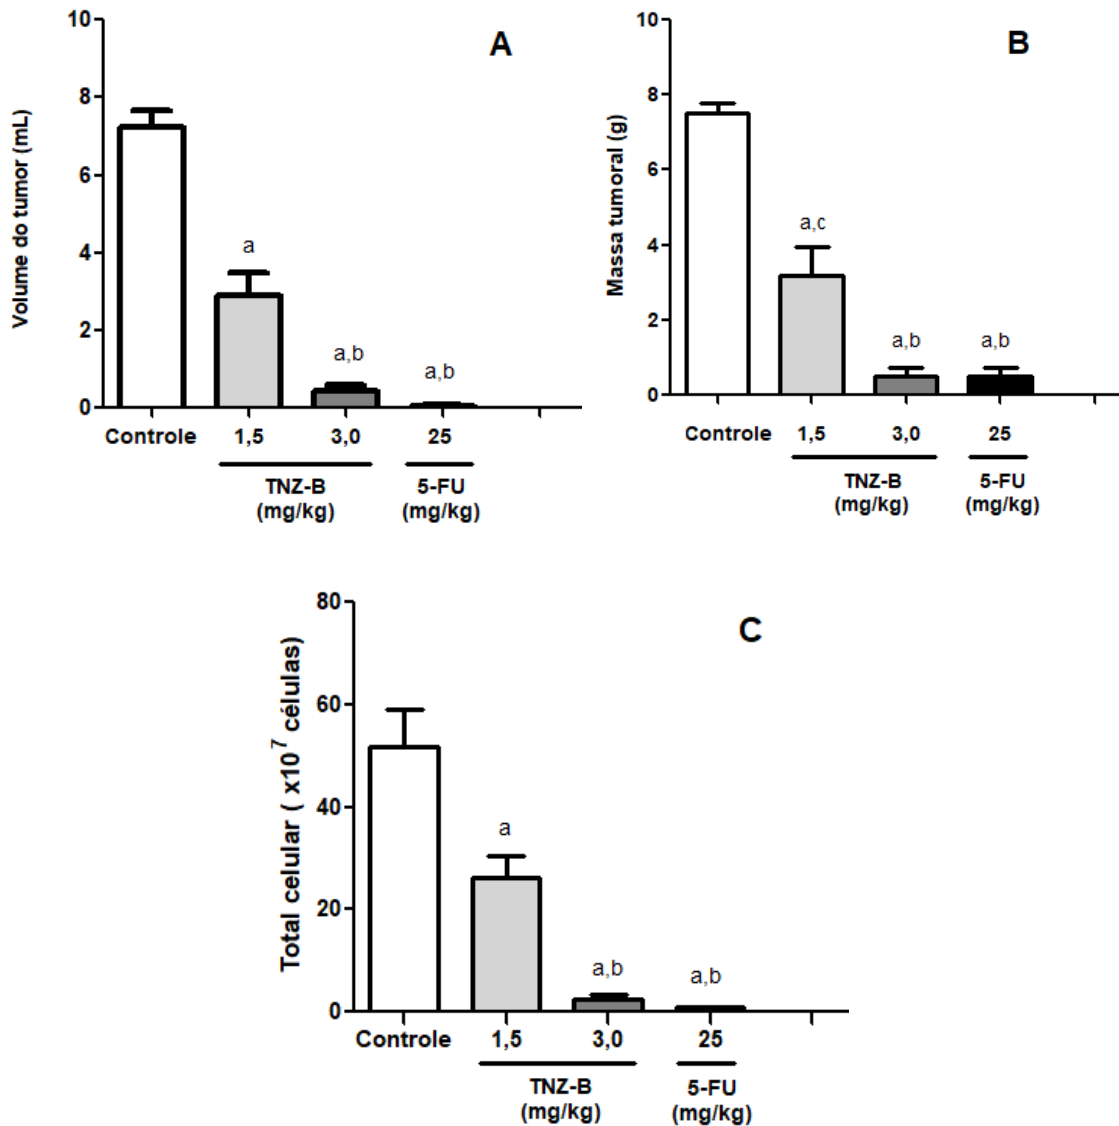 A
Volume do tumor (mL)
10
8
6
4
2
0
a
a,b
a,b
Controle 1,5 3,0 25
TNZ-B 5-FU
(mg/kg) (mg/kg)
B
Massa tumoral (g)
10
8
6
4
2
0
a,c
a,b
a,b
Controle 1,5 3,0 25
TNZ-B 5-FU
(mg/kg) (mg/kg)
C
Total celular ( x10⁷ células)
80
60
40
20
0
a
a,b
a,b
Controle 1,5 3,0 25
TNZ-B 5-FU
(mg/kg) (mg/kg)